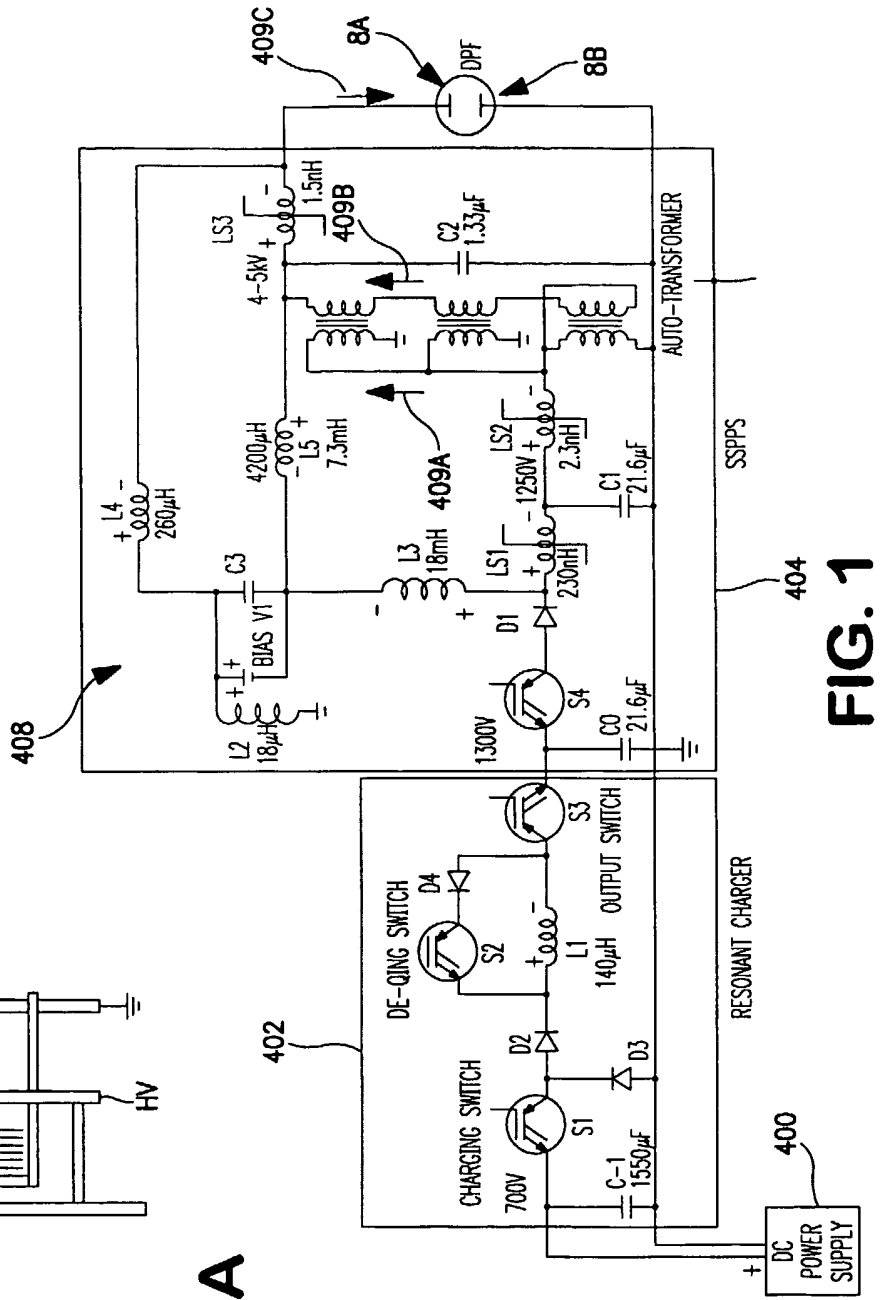 408
409C
8A
DPF
8B
L4
+ -
260μH
LS3
+ -
1.5nH
4-5kV
409B
C2
1.33μF
C3
+ +
BIAS V1
L2
18μH
4200μH
- +
L5
7.3mH
409A
L3
18mH
- +
LS1
+ -
230nH
1250V
LS2
+ -
2.3nH
C1
21.6μF
AUTO-TRANSFORMER
SSPPS
404
D1
S4
1300V
C0
21.6μF
402
DE-QING SWITCH
D4
S2
S3
OUTPUT SWITCH
+ -
L1
140μH
CHARGING SWITCH
D2
D3
S1
700V
C-1
1550μF
RESONANT CHARGER
400
+
DC
POWER
SUPPLY
HV
A
FIG. 1